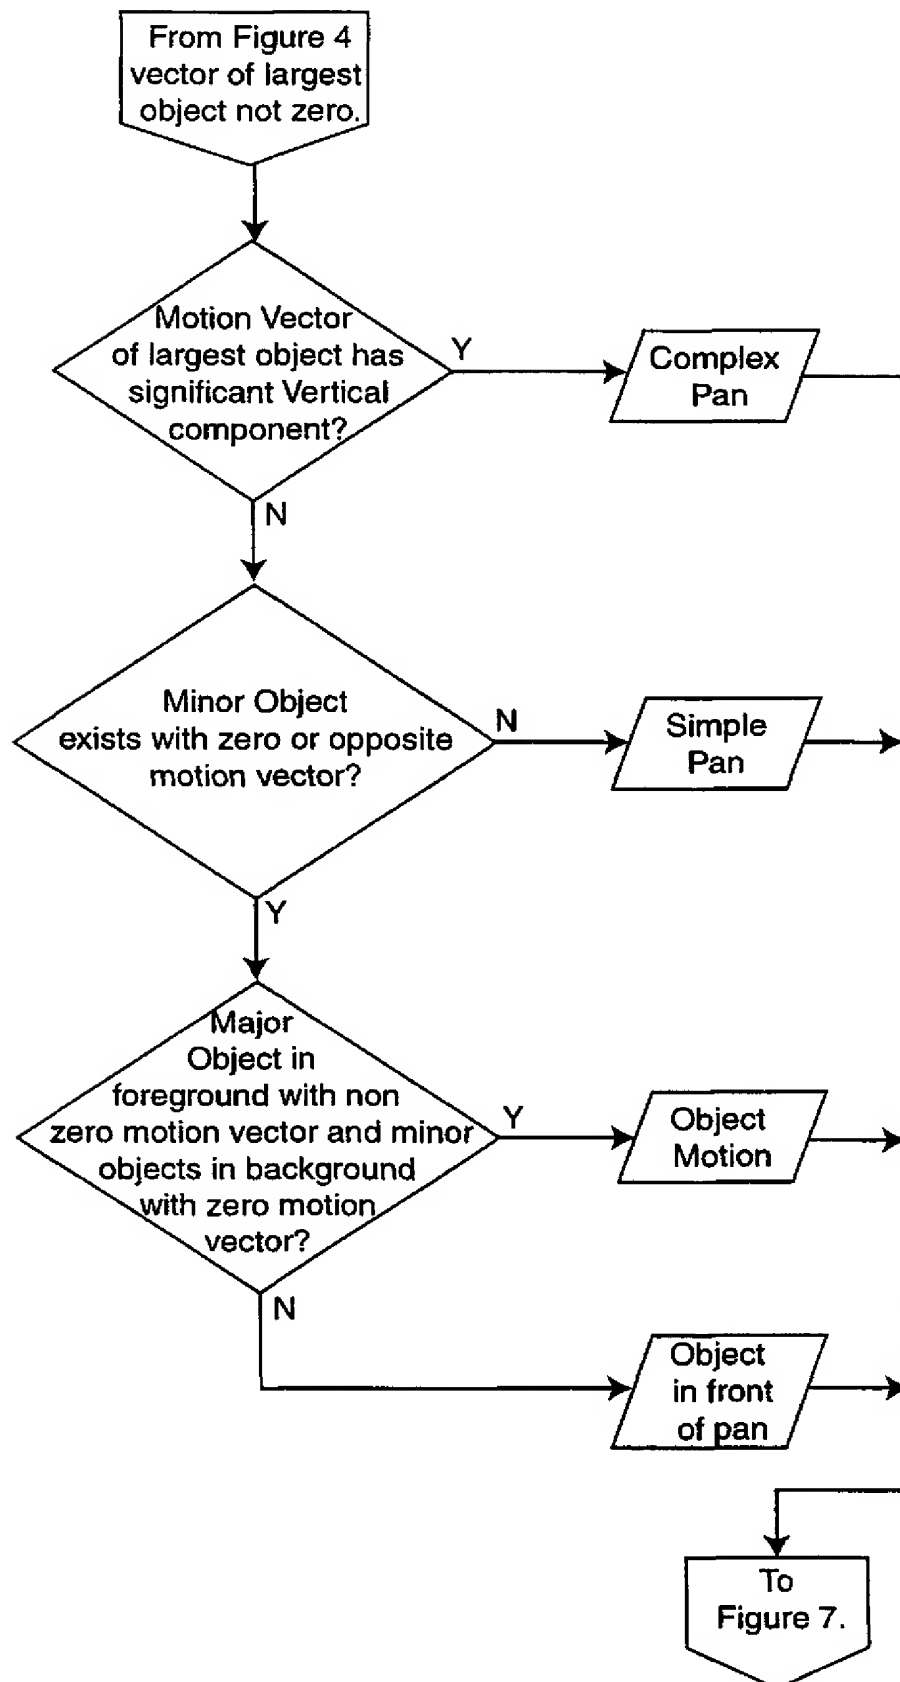 From Figure 4
vector of largest
object not zero.
Motion Vector
of largest object has
significant Vertical
component?
Y
Complex
Pan
N
Minor Object
exists with zero or opposite
motion vector?
N
Simple
Pan
Y
Major
Object in
foreground with non
zero motion vector and minor
objects in background
with zero motion
vector?
Y
Object
Motion
N
Object
in front
of pan
To
Figure 7.